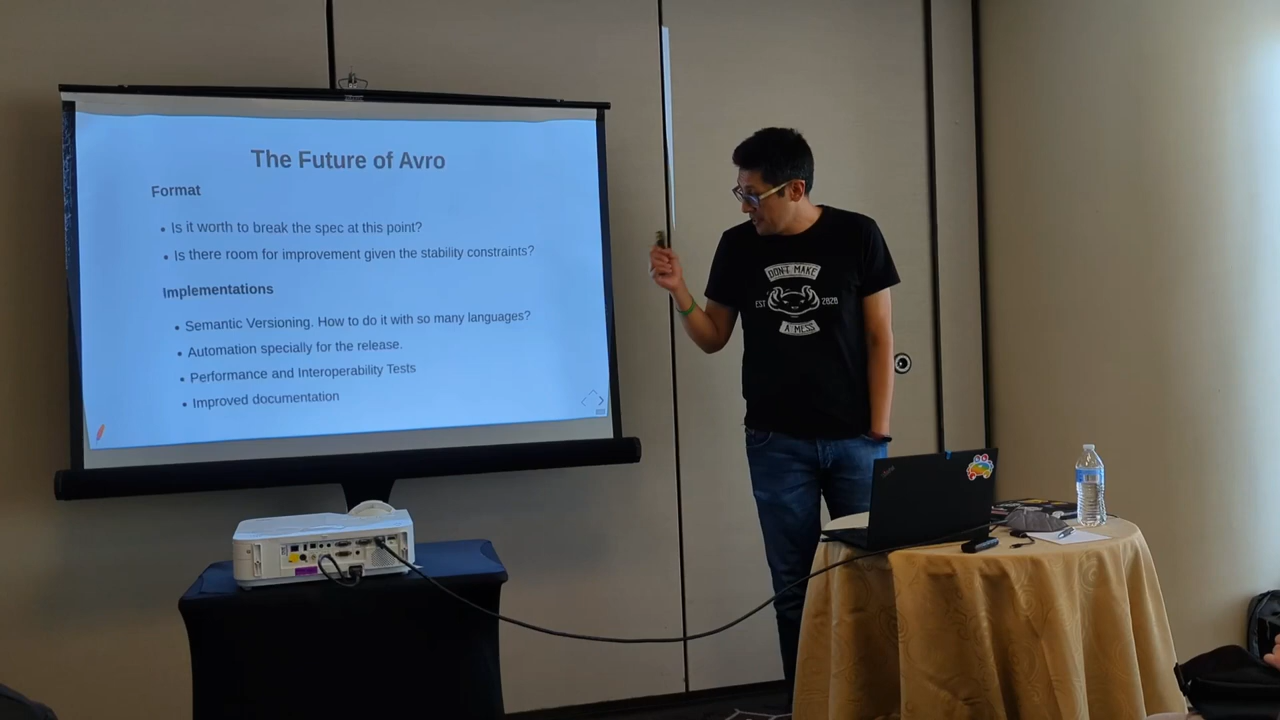 The Future of Avro
Format
• Is it worth to break the spec at this point?
• Is there room for improvement given the stability constraints?
Implementations
• Semantic Versioning. How to do it with so many languages?
• Automation specially for the release.
• Performance and Interoperability Tests
• Improved documentation
DON'T MAKE
EST 2020
A MESS